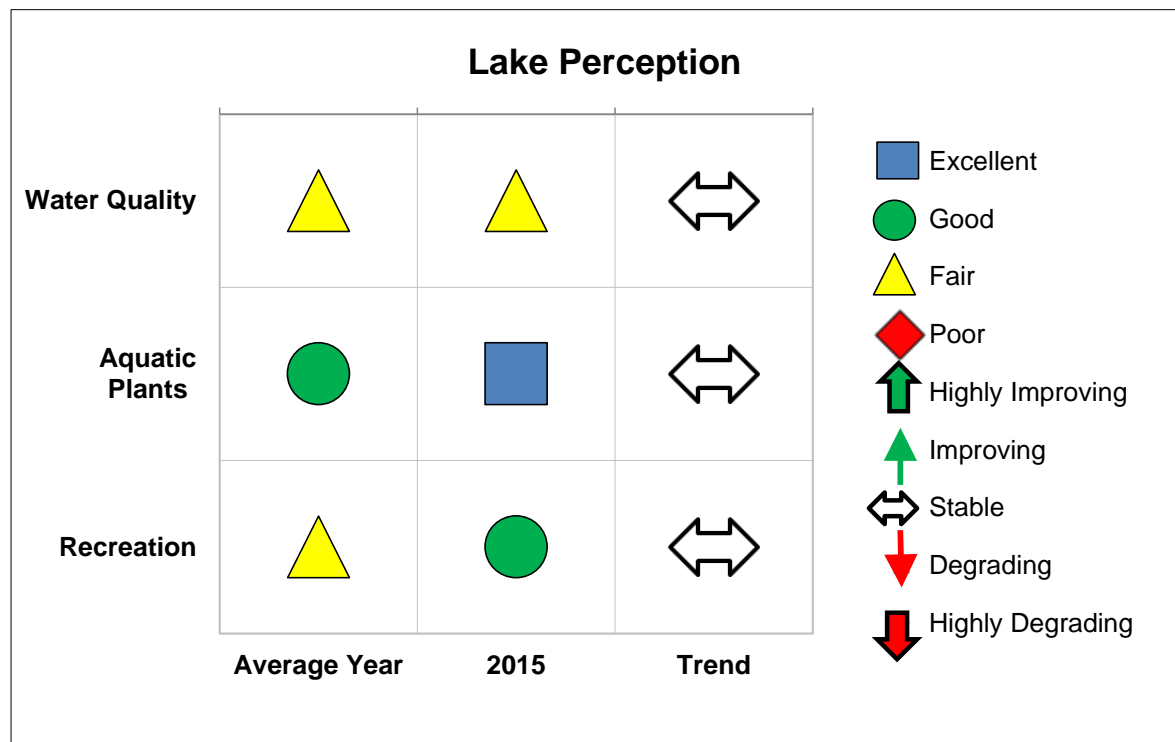 Lake Perception
Water Quality
Aquatic
Plants
Recreation
Average Year
2015
Trend
Excellent
Good
Fair
Poor
Highly Improving
Improving
Stable
Degrading
Highly Degrading